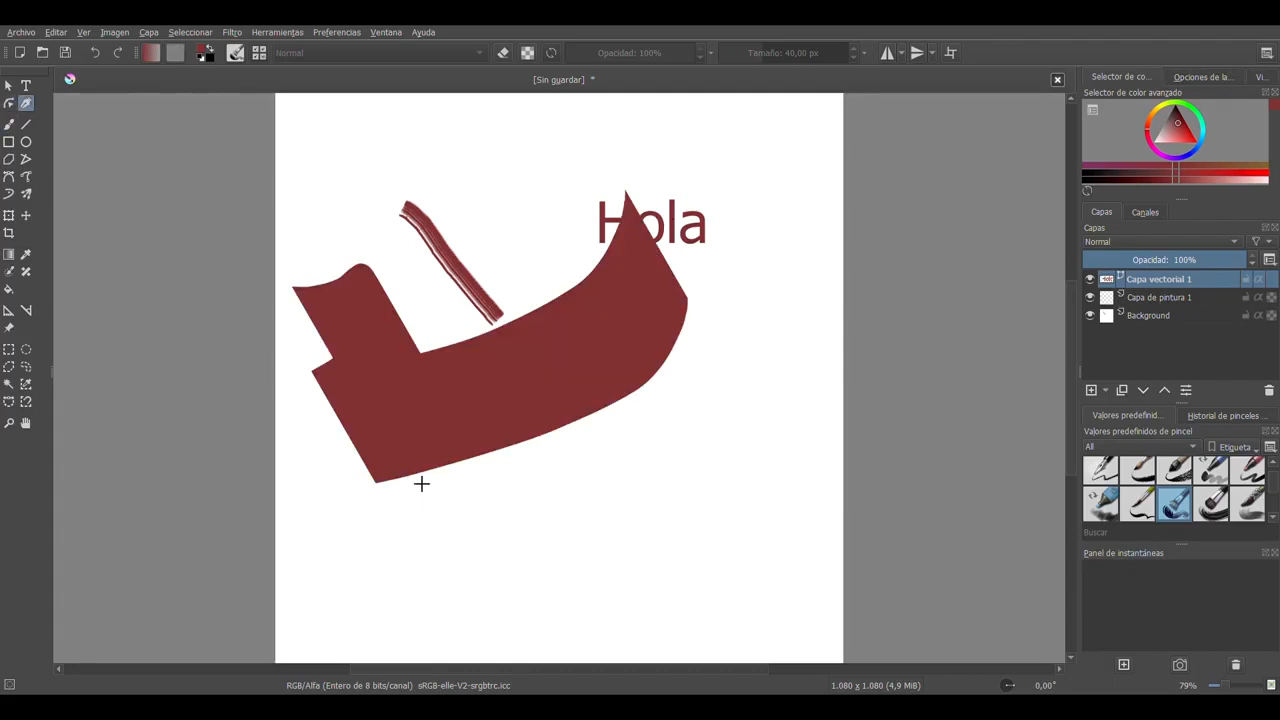 Archivo Editar Ver Imagen Capa Seleccionar Filtro Herramientas Preferencias Ventana Ayuda
Normal Opacidad: 100% Tamaño: 40,00 px
[Sin guardar] *
Selector de co... Opciones de la... Vi...
Selector de color avanzado
Hola
Capas Canales
Capas
Normal
Opacidad: 100%
Capa vectorial 1
Capa de pintura 1
Background
Valores predefinid... Historial de pinceles ...
Valores predefinidos de pincel
All Etiqueta
Buscar
Panel de instantáneas
RGB/Alfa (Entero de 8 bits/canal) sRGB-elle-V2-srgbtrc.icc 1.080 x 1.080 (4,9 MiB) 0,00° 79%